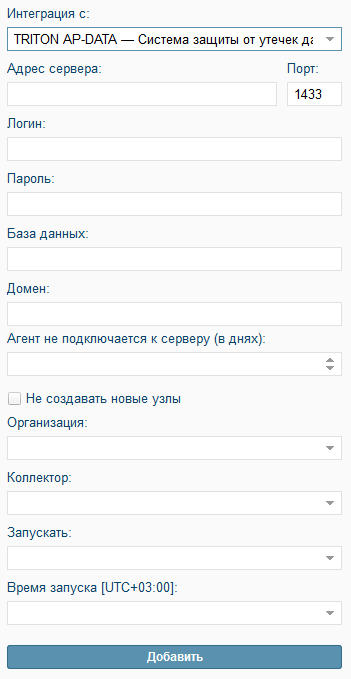 Интеграция с:
TRITON AP-DATA — Система защиты от утечек да
Адрес сервера: Порт:
1433
Логин:
Пароль:
База данных:
Домен:
Агент не подключается к серверу (в днях):
Не создавать новые узлы
Организация:
Коллектор:
Запускать:
Время запуска [UTC+03:00]:
Добавить